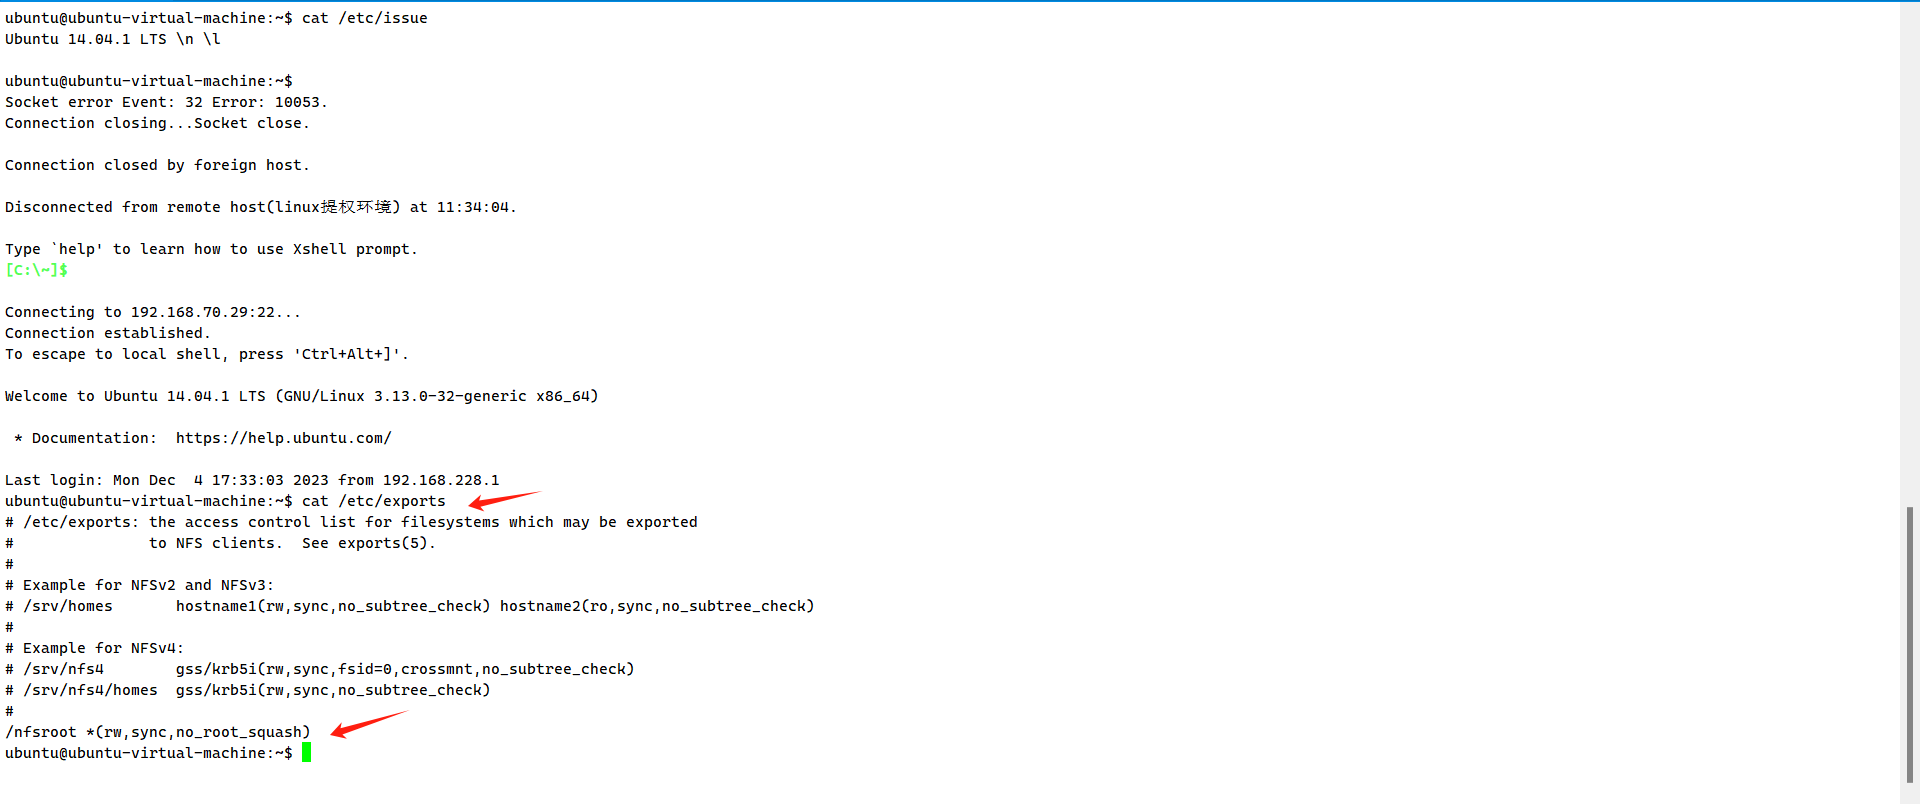 ubuntu@ubuntu-virtual-machine:~$ cat /etc/issue
Ubuntu 14.04.1 LTS \n \l
ubuntu@ubuntu-virtual-machine:~$
Socket error Event: 32 Error: 10053.
Connection closing...Socket close.
Connection closed by foreign host.
Disconnected from remote host(linux提权环境) at 11:34:04.
Type `help' to learn how to use Xshell prompt.
[C:\~]$
Connecting to 192.168.70.29:22...
Connection established.
To escape to local shell, press 'Ctrl+Alt+]'.
Welcome to Ubuntu 14.04.1 LTS (GNU/Linux 3.13.0-32-generic x86_64)
 * Documentation:  https://help.ubuntu.com/
Last login: Mon Dec  4 17:33:03 2023 from 192.168.228.1
ubuntu@ubuntu-virtual-machine:~$ cat /etc/exports
# /etc/exports: the access control list for filesystems which may be exported
#               to NFS clients.  See exports(5).
#
# Example for NFSv2 and NFSv3:
# /srv/homes       hostname1(rw,sync,no_subtree_check) hostname2(ro,sync,no_subtree_check)
#
# Example for NFSv4:
# /srv/nfs4        gss/krb5i(rw,sync,fsid=0,crossmnt,no_subtree_check)
# /srv/nfs4/homes  gss/krb5i(rw,sync,no_subtree_check)
#
/nfsroot *(rw,sync,no_root_squash)
ubuntu@ubuntu-virtual-machine:~$